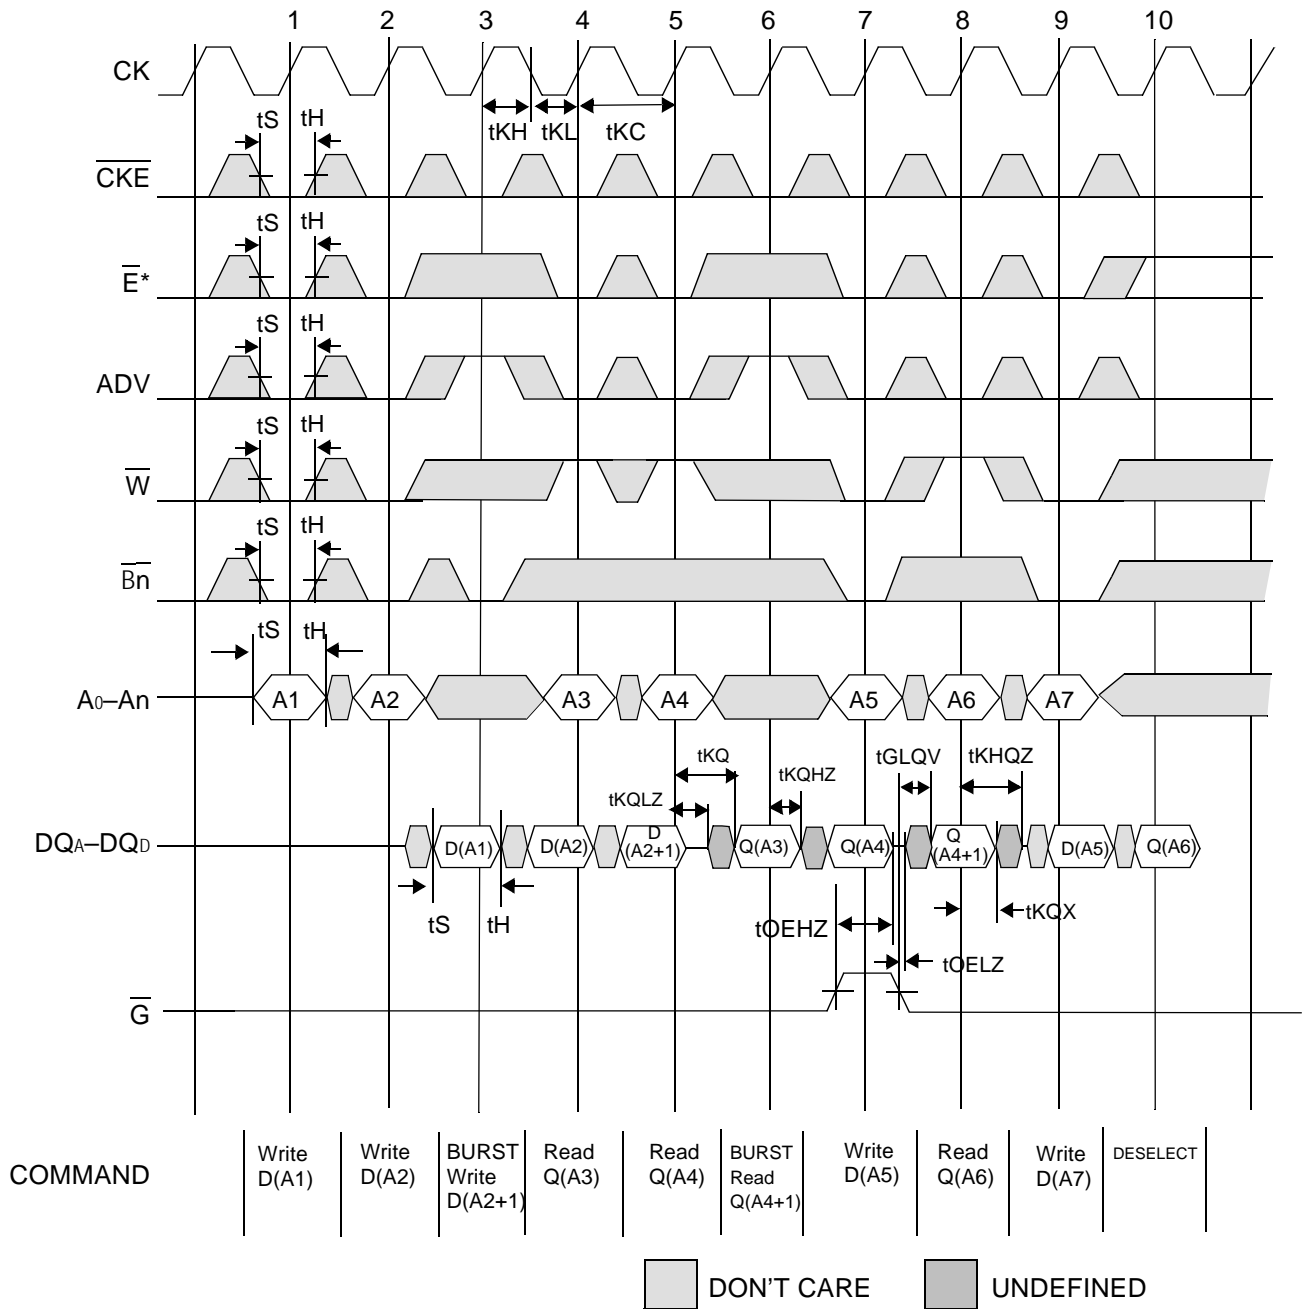 1 2 3 4 5 6 7 8 9 10
CK
tKH tKL tKC
tS tH
CKE
tS tH
E*
tS tH
ADV
tS tH
W
tS tH
Bn
tS tH
A0–An A1 A2 A3 A4 A5 A6 A7
tKQ tGLQV tKHQZ
tKQHZ
tKQLZ
DQA–DQD D(A1) D(A2) D (A2+1) Q(A3) Q(A4) Q (A4+1) D(A5) Q(A6)
tS tH tOEHZ tKQX
tOELZ
G
COMMAND
Write D(A1)
Write D(A2)
BURST Write D(A2+1)
Read Q(A3)
Read Q(A4)
BURST Read Q(A4+1)
Write D(A5)
Read Q(A6)
Write D(A7)
DESELECT
DON'T CARE UNDEFINED